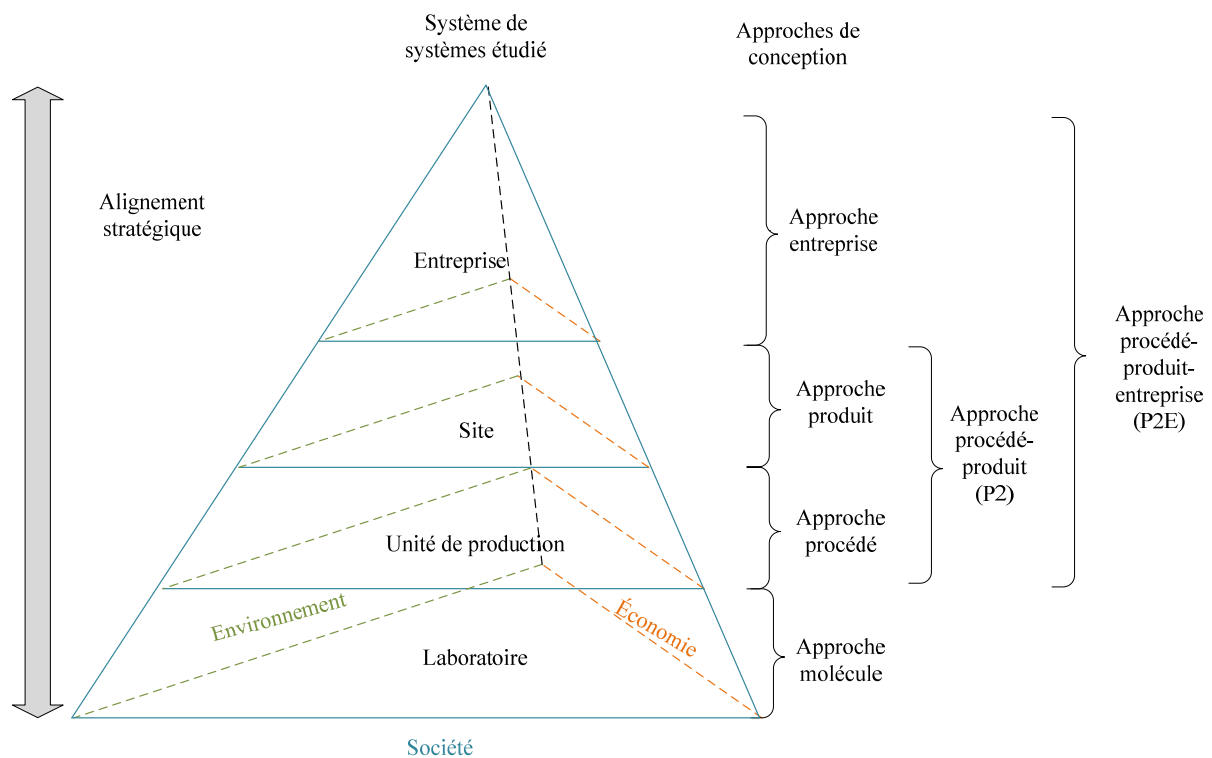 Système de
systèmes étudié
Approches de
conception
Alignement
stratégique
Entreprise
Approche
entreprise
Site
Approche
produit
Unité de production
Approche
procédé
Approche
procédé-
produit
(P2)
Approche
procédé-
produit-
entreprise
(P2E)
Environnement
Économie
Laboratoire
Approche
molécule
Société